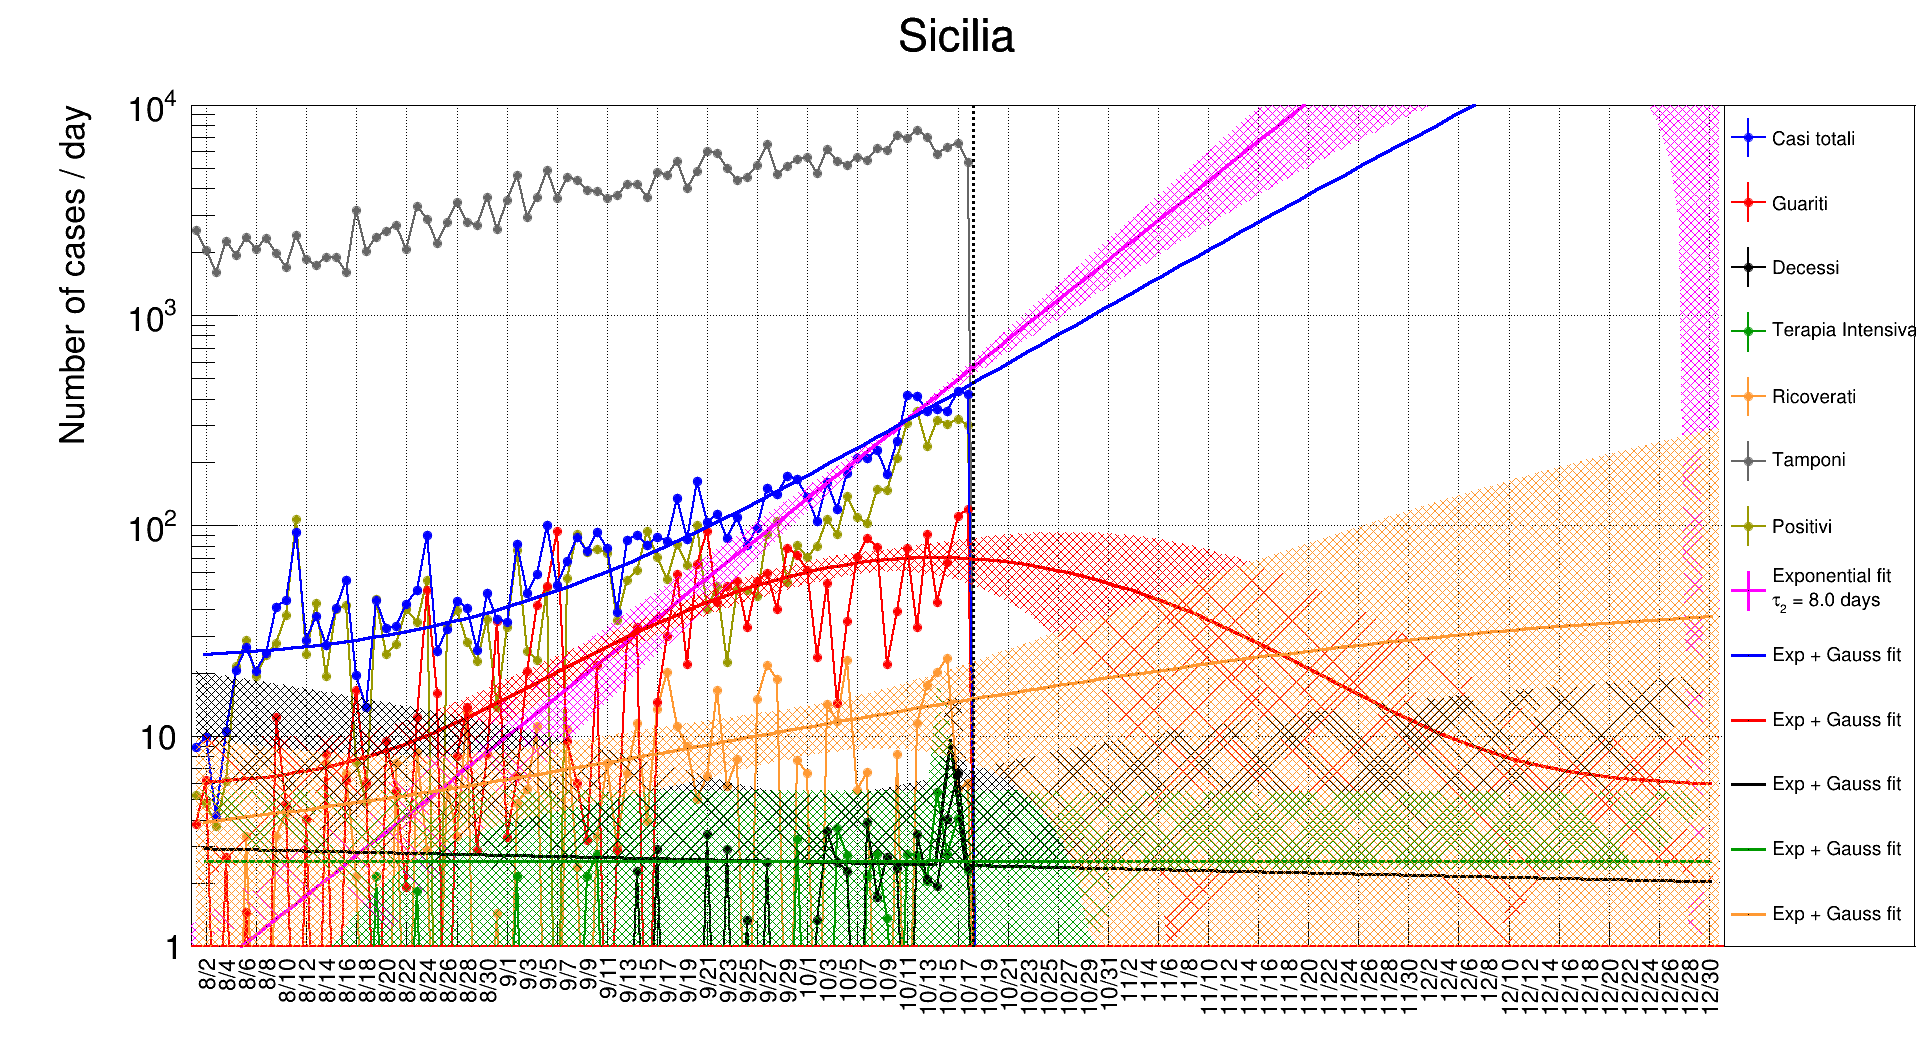 Sicilia
Number of cases / day
10⁴
10³
10²
10
1
8/2 8/4 8/6 8/8 8/10 8/12 8/14 8/16 8/18 8/20 8/22 8/24 8/26 8/28 8/30 9/1 9/3 9/5 9/7 9/9 9/11 9/13 9/15 9/17 9/19 9/21 9/23 9/25 9/27 9/29 10/1 10/3 10/5 10/7 10/9 10/11 10/13 10/15 10/17 10/19 10/21 10/23 10/25 10/27 10/29 10/31 11/2 11/4 11/6 11/8 11/10 11/12 11/14 11/16 11/18 11/20 11/22 11/24 11/26 11/28 11/30 12/2 12/4 12/6 12/8 12/10 12/12 12/14 12/16 12/18 12/20 12/22 12/24 12/26 12/28 12/30
Casi totali
Guariti
Decessi
Terapia Intensiva
Ricoverati
Tamponi
Positivi
Exponential fit
τ₂ = 8.0 days
Exp + Gauss fit
Exp + Gauss fit
Exp + Gauss fit
Exp + Gauss fit
Exp + Gauss fit